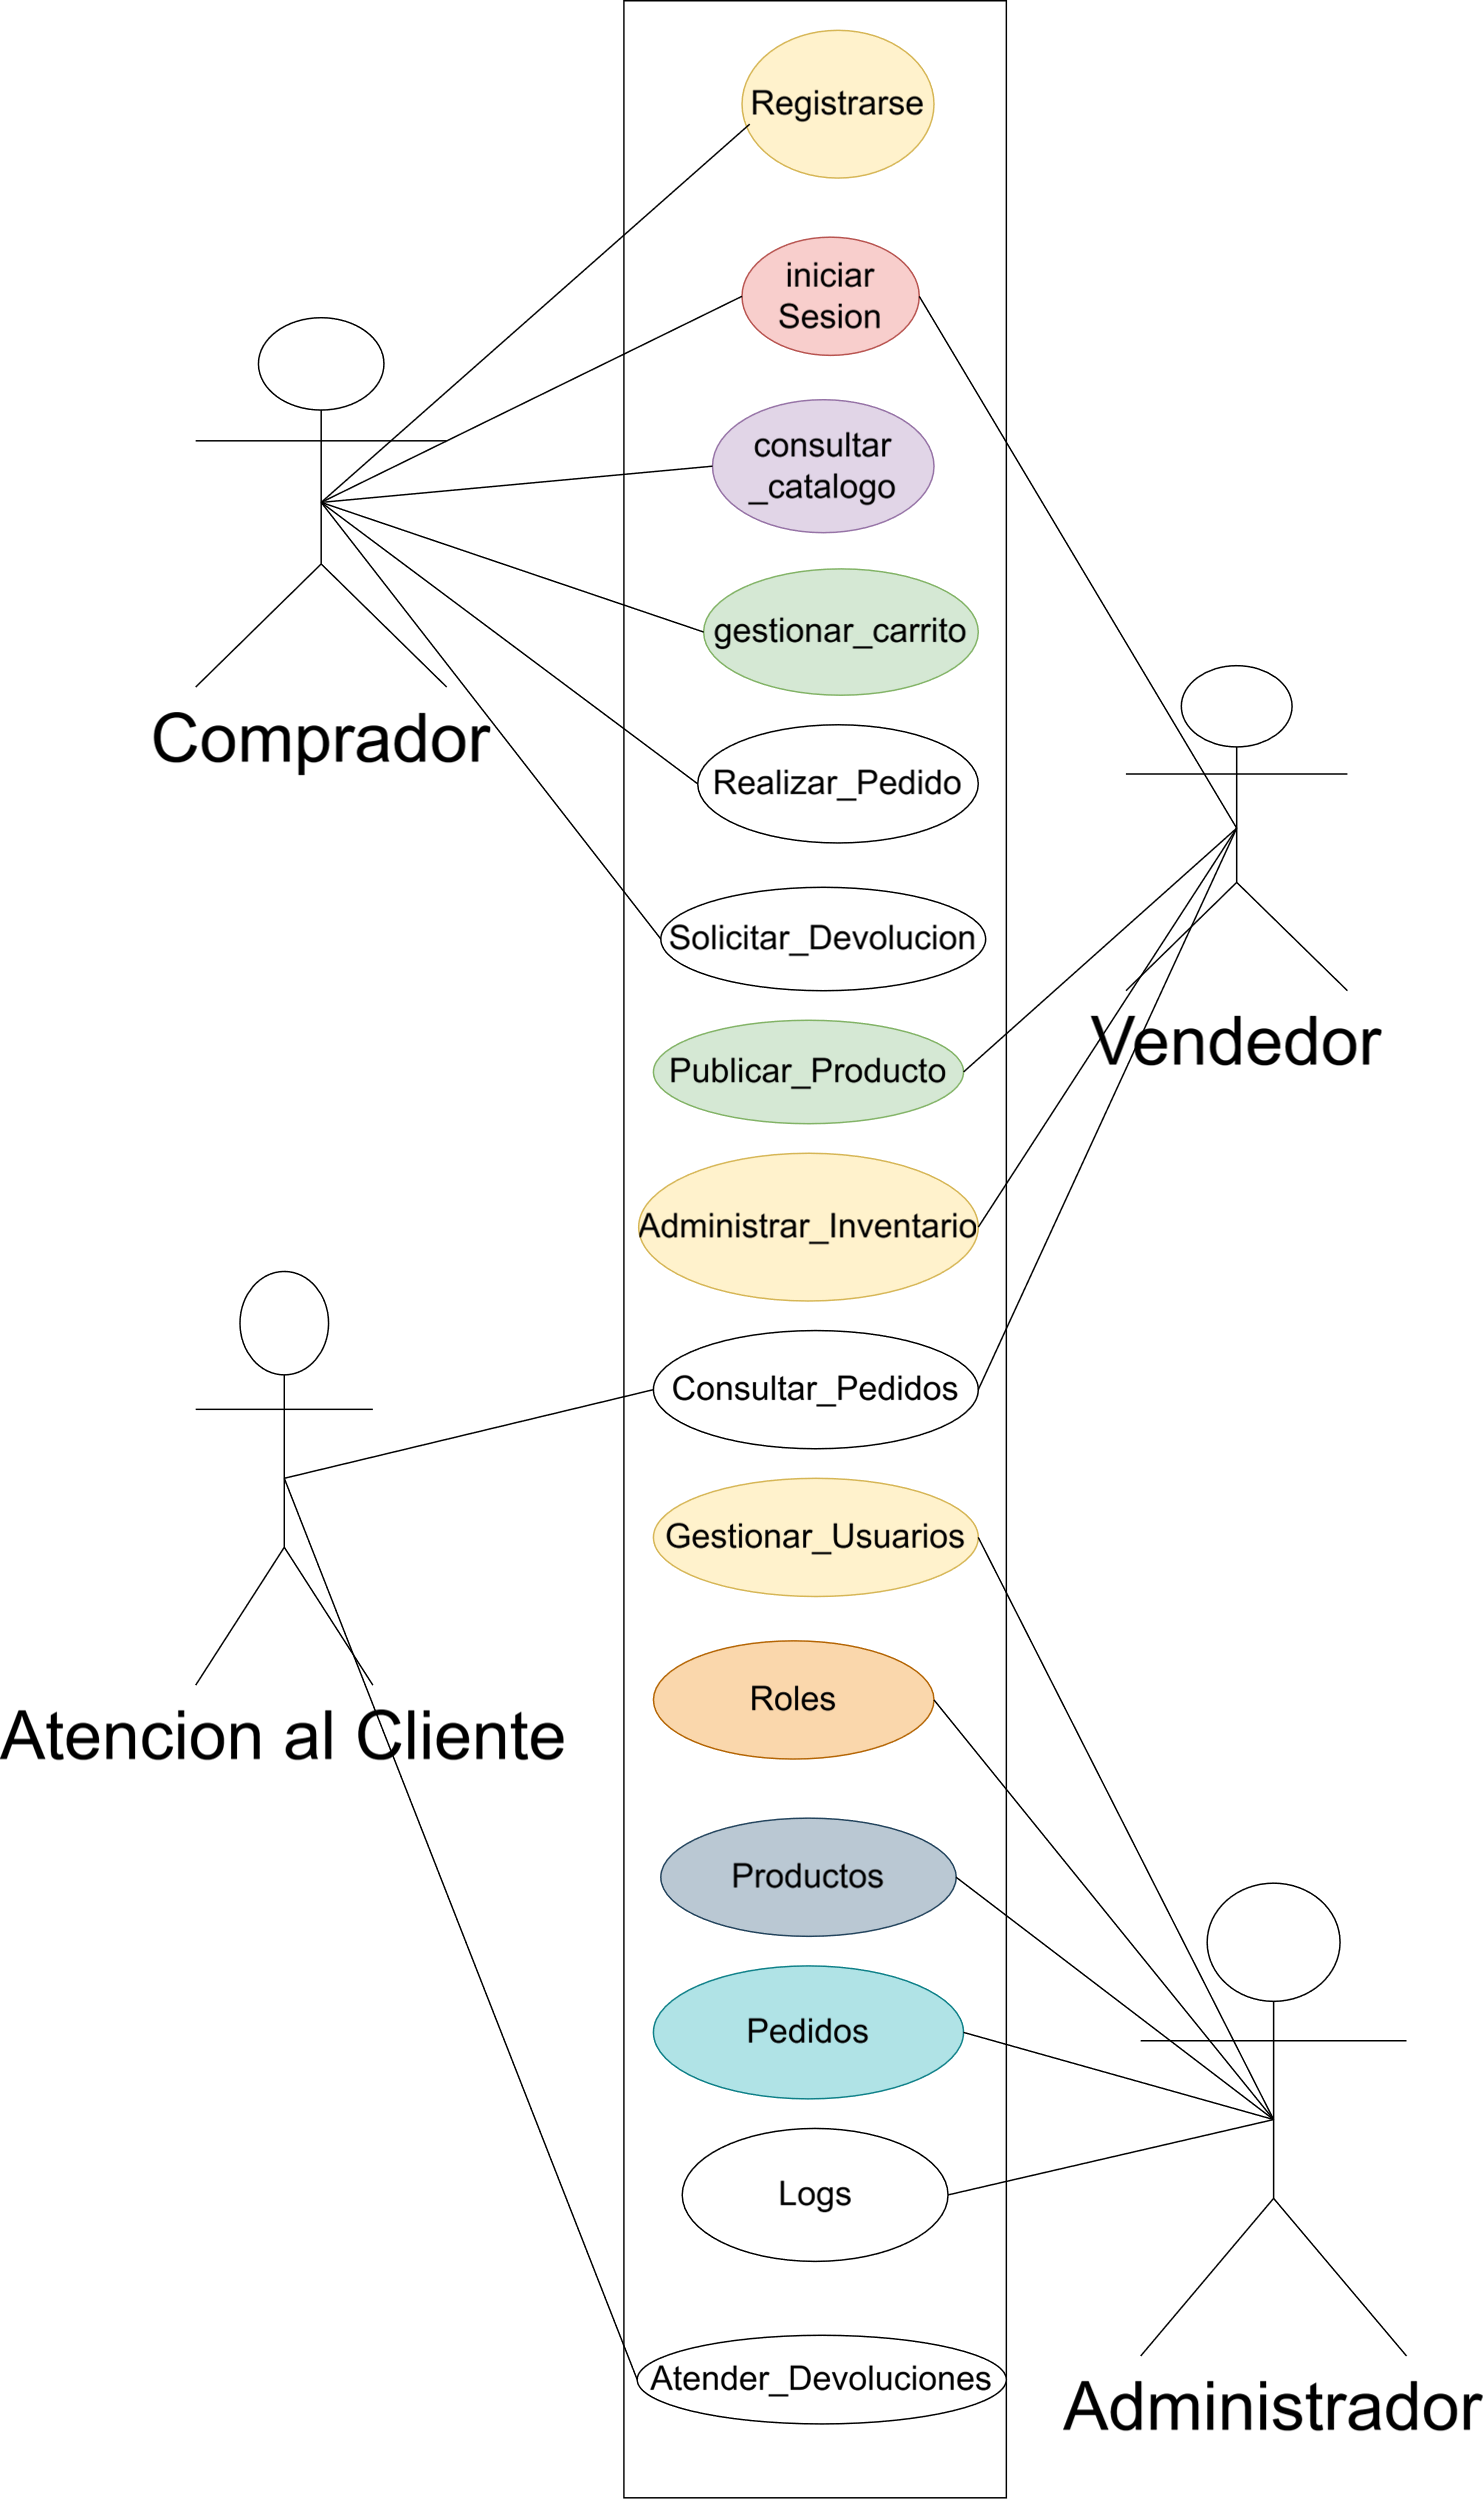 Registrarse
iniciar
Sesion
consultar
_catalogo
gestionar_carrito
Comprador
Realizar_Pedido
Solicitar_Devolucion
Vendedor
Publicar_Producto
Administrar_Inventario
Consultar_Pedidos
Gestionar_Usuarios
Roles
Atencion al Cliente
Productos
Pedidos
Logs
Atender_Devoluciones
Administrador